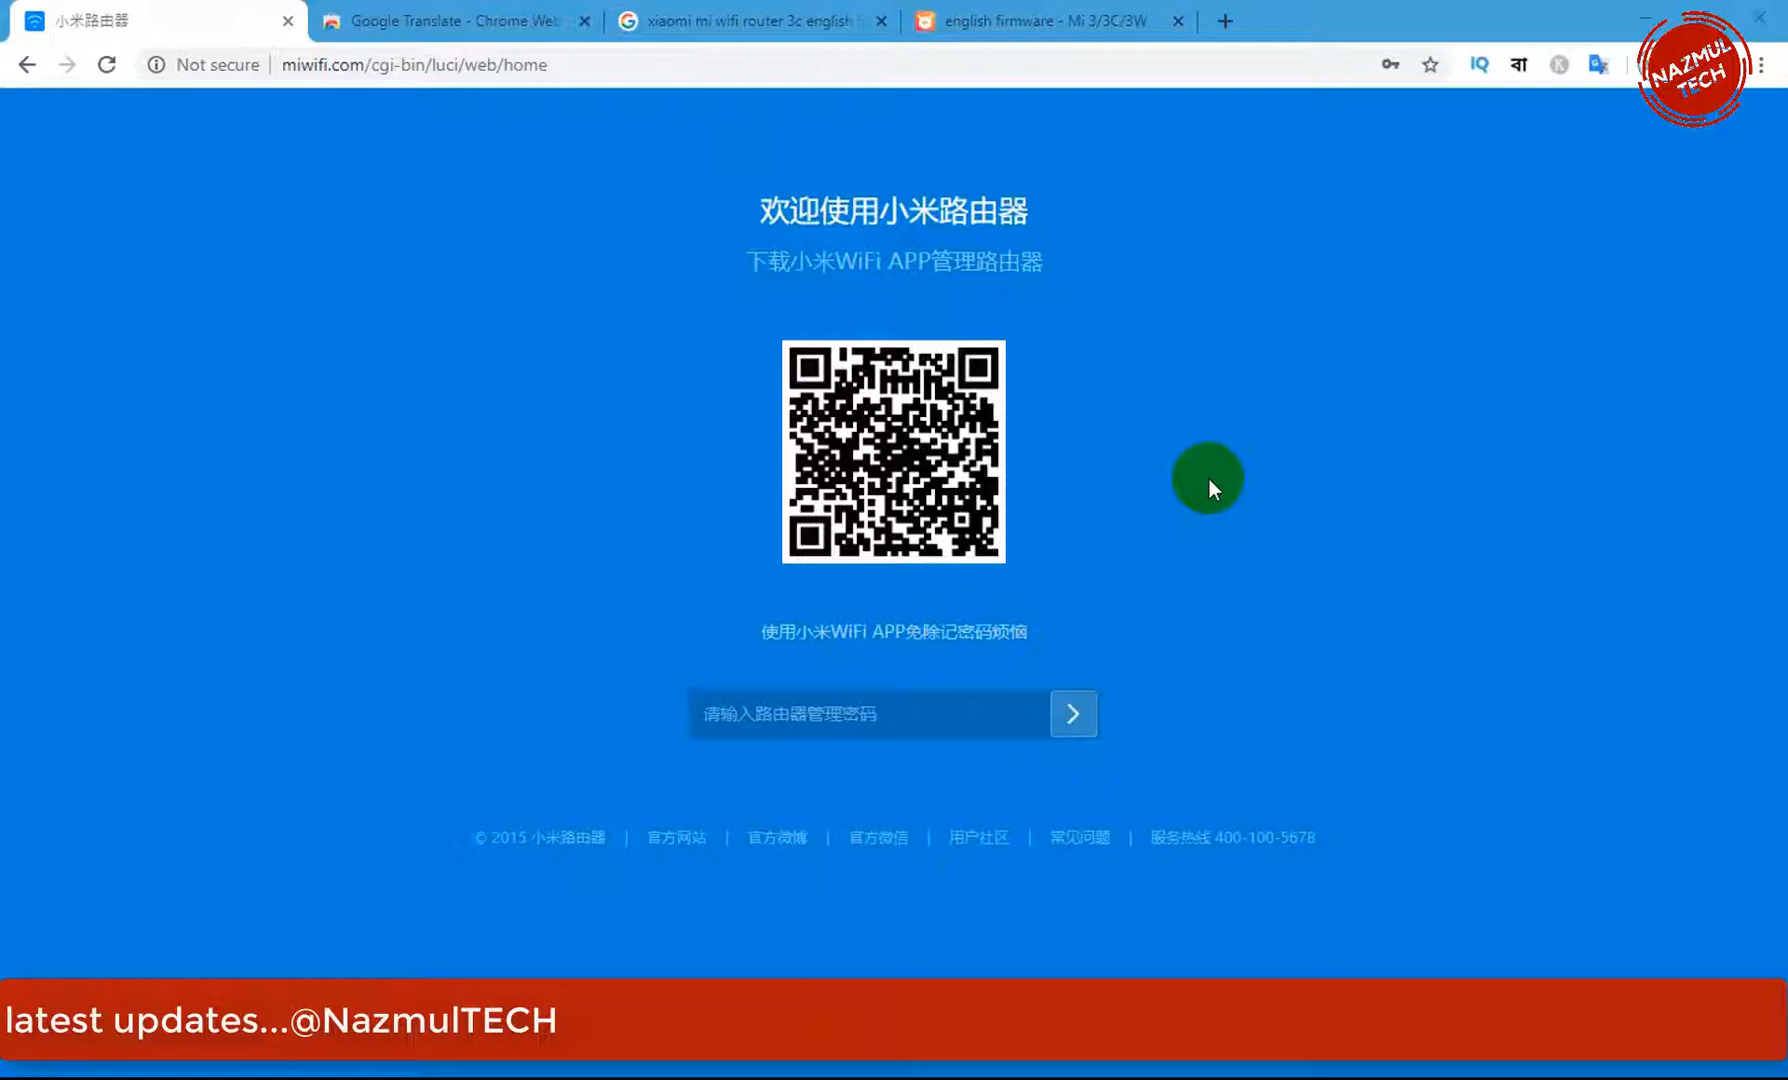 小米路由器
Google Translate - Chrome Web
xiaomi mi wifi router 3c english
english firmware - Mi 3/3C/3W
Not secure
miwifi.com/cgi-bin/luci/web/home
IQ
বা
K
NAZMUL
TECH
欢迎使用小米路由器
下载小米WiFi APP管理路由器
使用小米WiFi APP免除记密码烦恼
请输入路由器管理密码
© 2015 小米路由器 | 官方网站 | 官方微博 | 官方微信 | 用户社区 | 常见问题 | 服务热线 400-100-5678
latest updates...@NazmulTECH